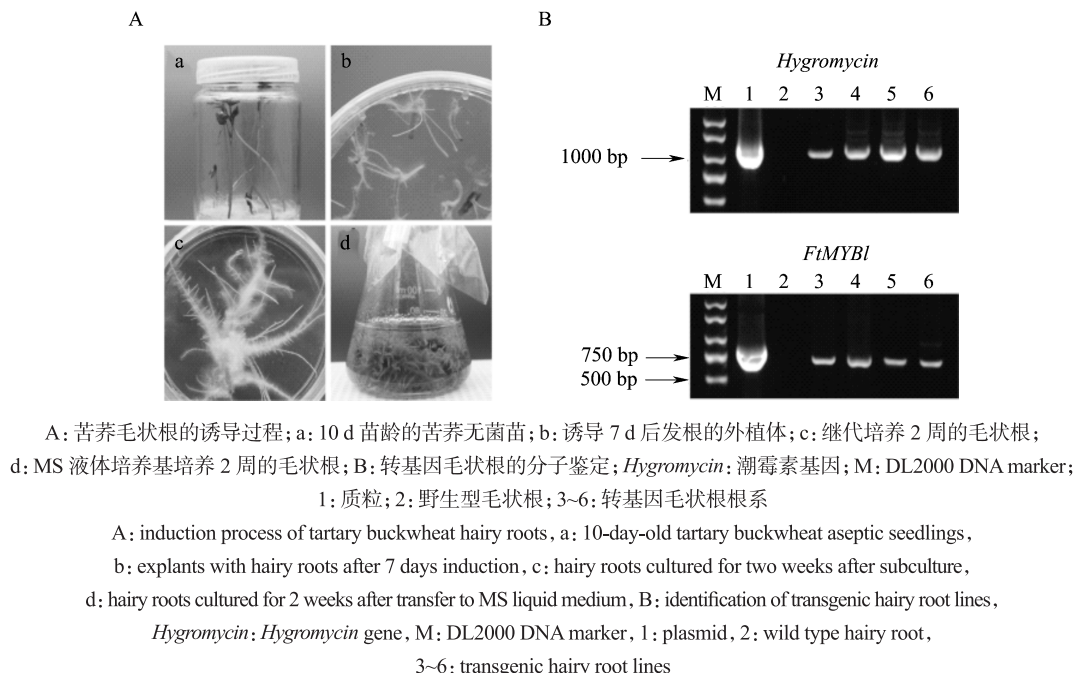 A
B
a
b
c
d
Hygromycin
M 1 2 3 4 5 6
1000 bp
FtMYBl
M 1 2 3 4 5 6
750 bp
500 bp
A：苦荞毛状根的诱导过程；a：10 d 苗龄的苦荞无菌苗；b：诱导 7 d 后发根的外植体；c：继代培养 2 周的毛状根；
d：MS 液体培养基培养 2 周的毛状根；B：转基因毛状根的分子鉴定；Hygromycin：潮霉素基因；M：DL2000 DNA marker；
1：质粒；2：野生型毛状根；3~6：转基因毛状根根系
A：induction process of tartary buckwheat hairy roots，a：10-day-old tartary buckwheat aseptic seedlings，
b：explants with hairy roots after 7 days induction，c：hairy roots cultured for two weeks after subculture，
d：hairy roots cultured for 2 weeks after transfer to MS liquid medium，B：identification of transgenic hairy root lines，
Hygromycin：Hygromycin gene，M：DL2000 DNA marker，1：plasmid，2：wild type hairy root，
3~6：transgenic hairy root lines